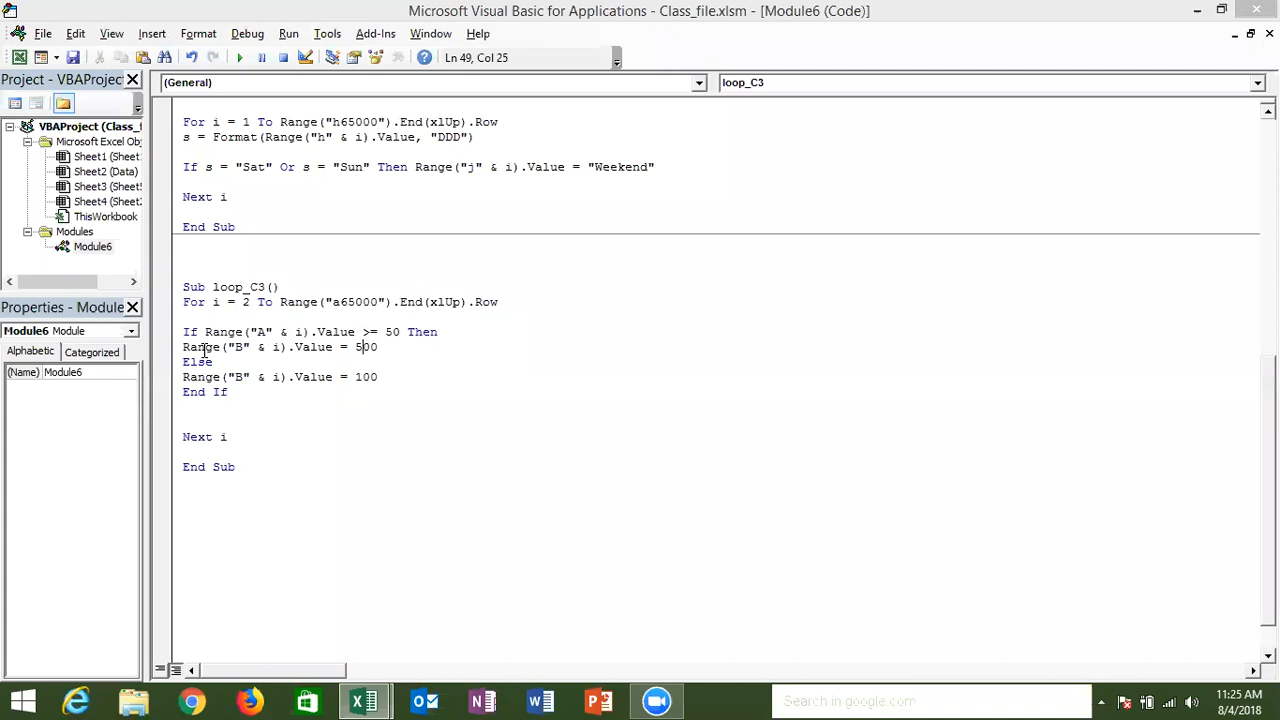 Microsoft Visual Basic for Applications - Class_file.xlsm - [Module6 (Code)]
File Edit View Insert Format Debug Run Tools Add-Ins Window Help
Ln 49, Col 25
Project - VBAProjec
(General)
loop_C3
VBAProject (Class_f
Microsoft Excel Obj
Sheet1 (Sheet1
Sheet2 (Data)
Sheet3 (Sheet5
Sheet4 (Sheet2
ThisWorkbook
Modules
Module6
Properties - Module
Module6 Module
Alphabetic Categorized
(Name) Module6
For i = 1 To Range("h65000").End(xlUp).Row
s = Format(Range("h" & i).Value, "DDD")
If s = "Sat" Or s = "Sun" Then Range("j" & i).Value = "Weekend"
Next i
End Sub
Sub loop_C3()
For i = 2 To Range("a65000").End(xlUp).Row
If Range("A" & i).Value >= 50 Then
Range("B" & i).Value = 500
Else
Range("B" & i).Value = 100
End If
Next i
End Sub
Search in google.com
11:25 AM
8/4/2018